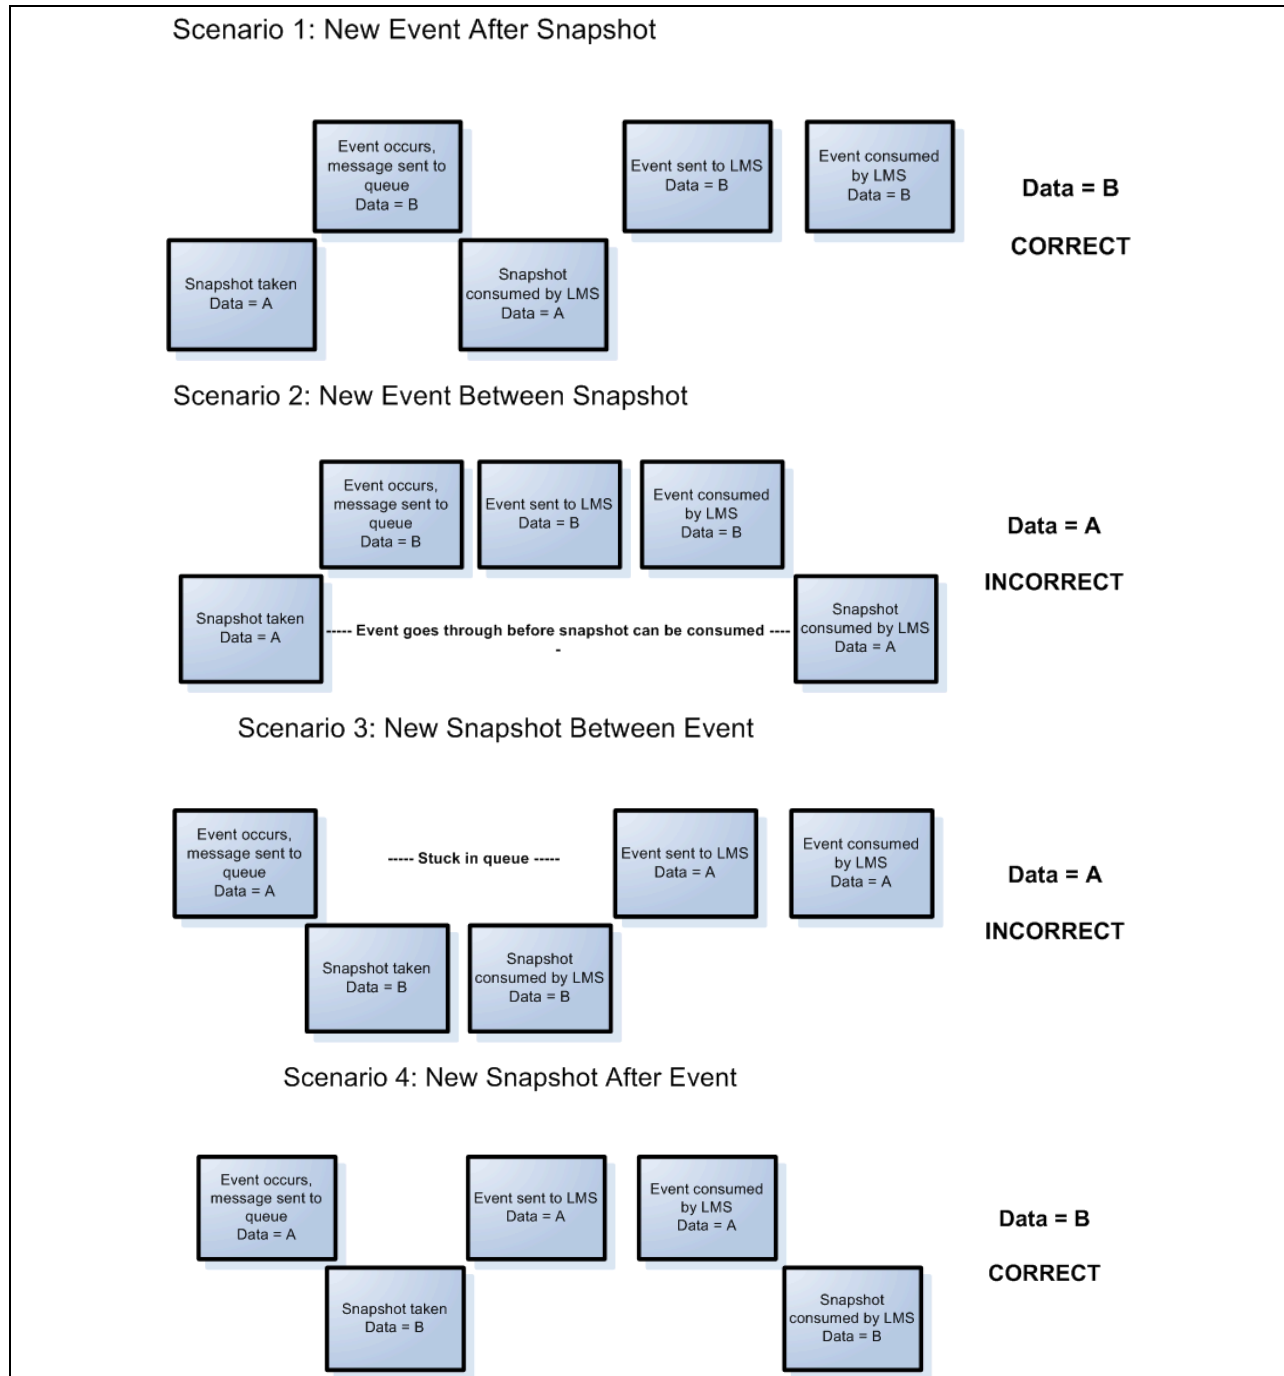 Scenario 1: New Event After Snapshot
Event occurs,
message sent to
queue
Data = B
Event sent to LMS
Data = B
Event consumed
by LMS
Data = B
Data = B
CORRECT
Snapshot taken
Data = A
Snapshot
consumed by LMS
Data = A
Scenario 2: New Event Between Snapshot
Event occurs,
message sent to
queue
Data = B
Event sent to LMS
Data = B
Event consumed
by LMS
Data = B
Data = A
INCORRECT
Snapshot taken
Data = A
----- Event goes through before snapshot can be consumed ----
-
Snapshot
consumed by LMS
Data = A
Scenario 3: New Snapshot Between Event
Event occurs,
message sent to
queue
Data = A
----- Stuck in queue -----
Event sent to LMS
Data = A
Event consumed
by LMS
Data = A
Data = A
INCORRECT
Snapshot taken
Data = B
Snapshot
consumed by LMS
Data = B
Scenario 4: New Snapshot After Event
Event occurs,
message sent to
queue
Data = A
Event sent to LMS
Data = A
Event consumed
by LMS
Data = A
Data = B
CORRECT
Snapshot taken
Data = B
Snapshot
consumed by LMS
Data = B